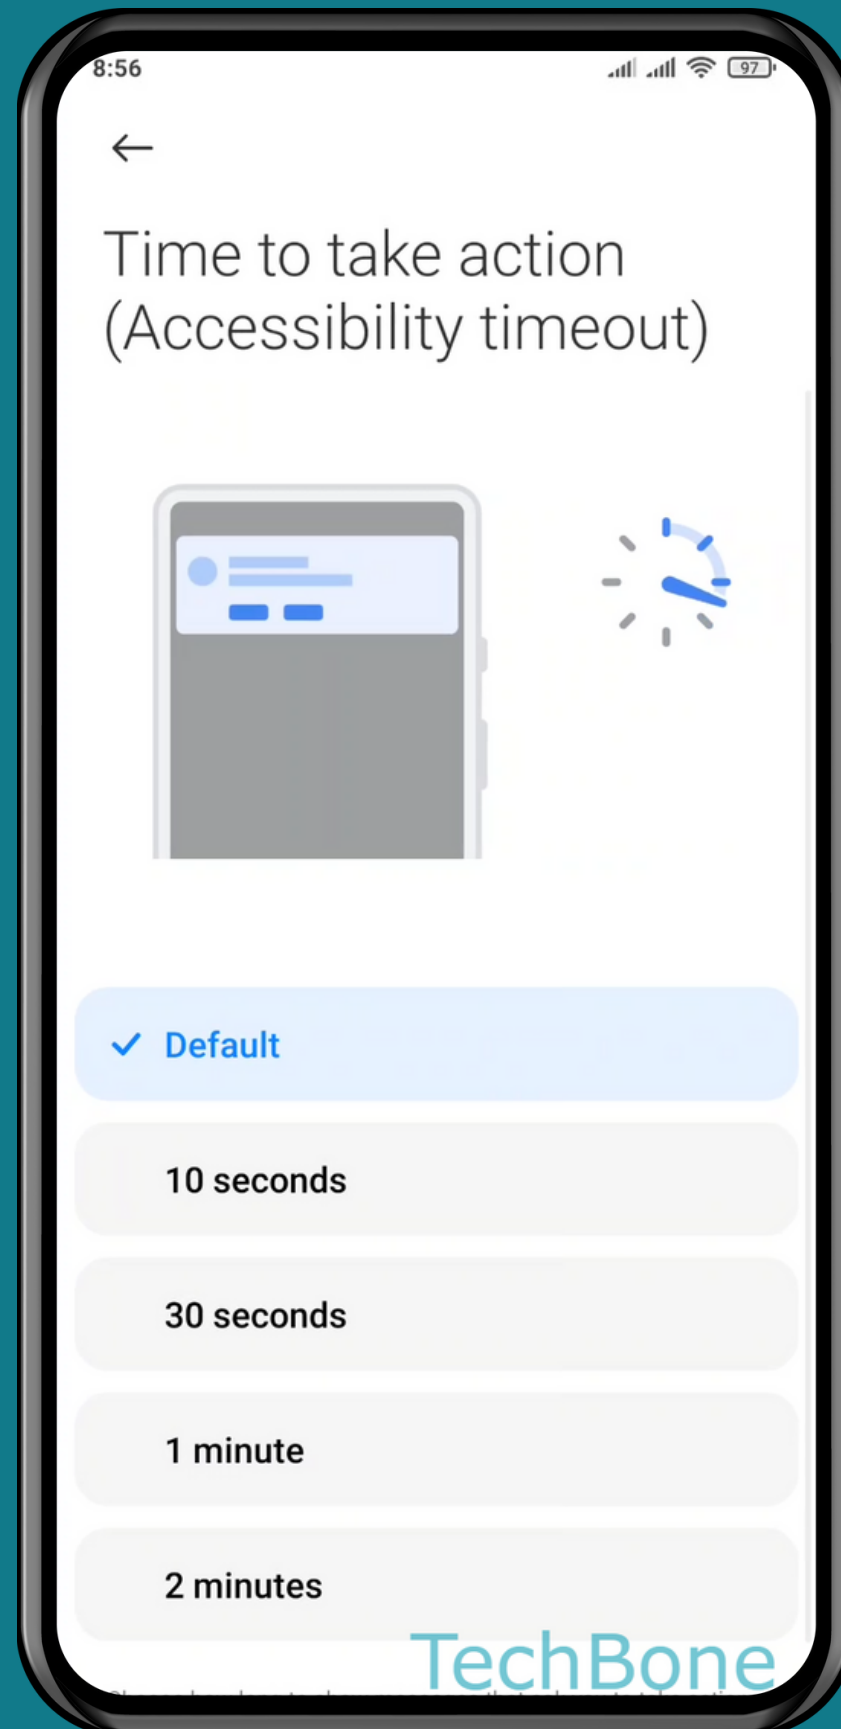 8:56
97
Time to take action
(Accessibility timeout)
Default
10 seconds
30 seconds
1 minute
2 minutes
TechBone